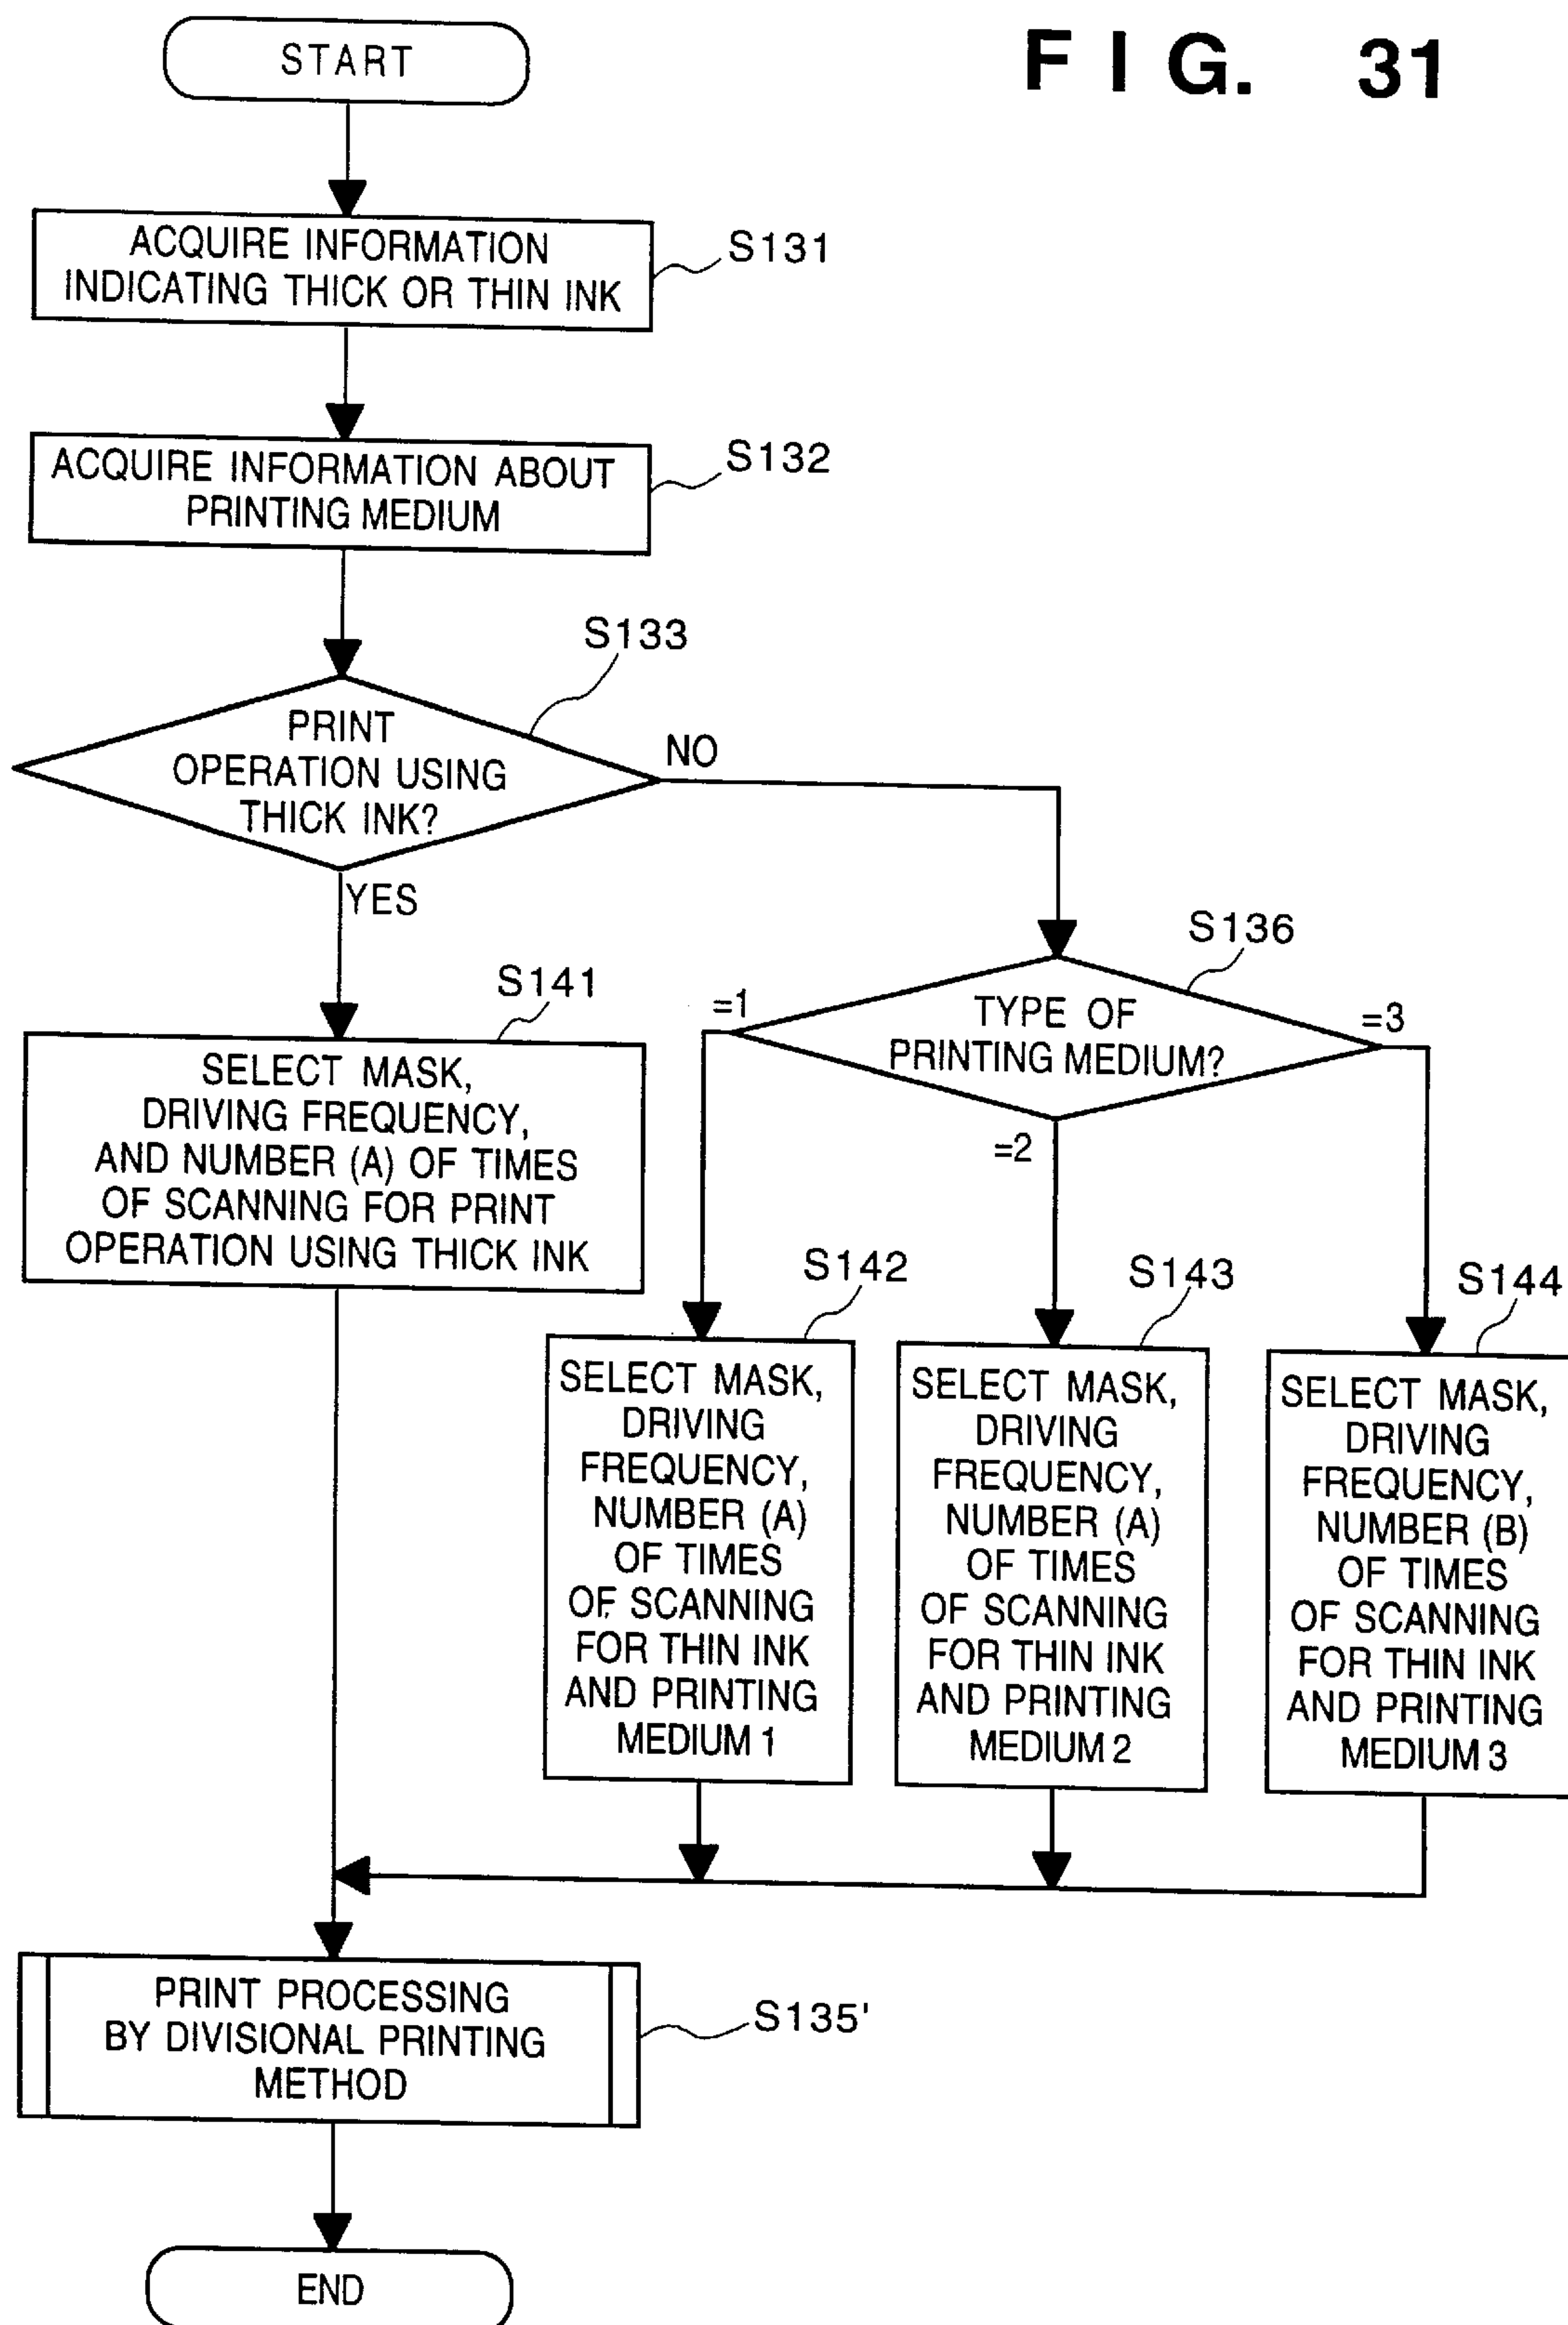 FIG. 31
START
ACQUIRE INFORMATION
INDICATING THICK OR THIN INK
S131
ACQUIRE INFORMATION ABOUT
PRINTING MEDIUM
S132
S133
PRINT
OPERATION USING
THICK INK?
NO
YES
S141
SELECT MASK,
DRIVING FREQUENCY,
AND NUMBER (A) OF TIMES
OF SCANNING FOR PRINT
OPERATION USING THICK INK
S136
TYPE OF
PRINTING MEDIUM?
=1
=2
=3
S142
SELECT MASK,
DRIVING
FREQUENCY,
NUMBER (A)
OF TIMES
OF SCANNING
FOR THIN INK
AND PRINTING
MEDIUM 1
S143
SELECT MASK,
DRIVING
FREQUENCY,
NUMBER (A)
OF TIMES
OF SCANNING
FOR THIN INK
AND PRINTING
MEDIUM 2
S144
SELECT MASK,
DRIVING
FREQUENCY,
NUMBER (B)
OF TIMES
OF SCANNING
FOR THIN INK
AND PRINTING
MEDIUM 3
PRINT PROCESSING
BY DIVISIONAL PRINTING
METHOD
S135'
END